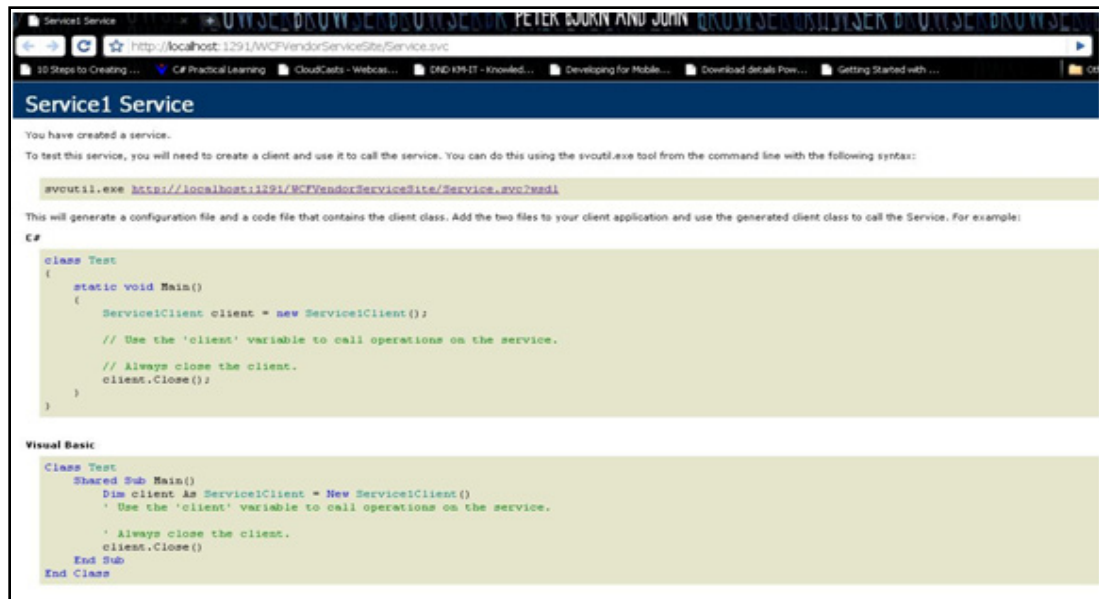 Service1 Service
PETER BJORN AND JOHN
http://localhost:1291/WCFVendorServiceSite/Service.svc
10 Steps to Creating ... C# Practical Learning CloudCasts - Webcas... DND KM-IT - Knowled... Developing for Mobile... Download details Pow... Getting Started with ...
Service1 Service
You have created a service.
To test this service, you will need to create a client and use it to call the service. You can do this using the svcutil.exe tool from the command line with the following syntax:
svcutil.exe http://localhost:1291/WCFVendorServiceSite/Service.svc?wsdl
This will generate a configuration file and a code file that contains the client class. Add the two files to your client application and use the generated client class to call the Service. For example:
C#
class Test
{
static void Main()
{
Service1Client client = new Service1Client();
// Use the 'client' variable to call operations on the service.
// Always close the client.
client.Close();
}
}
Visual Basic
Class Test
Shared Sub Main()
Dim client As Service1Client = New Service1Client()
' Use the 'client' variable to call operations on the service.
' Always close the client.
client.Close()
End Sub
End Class